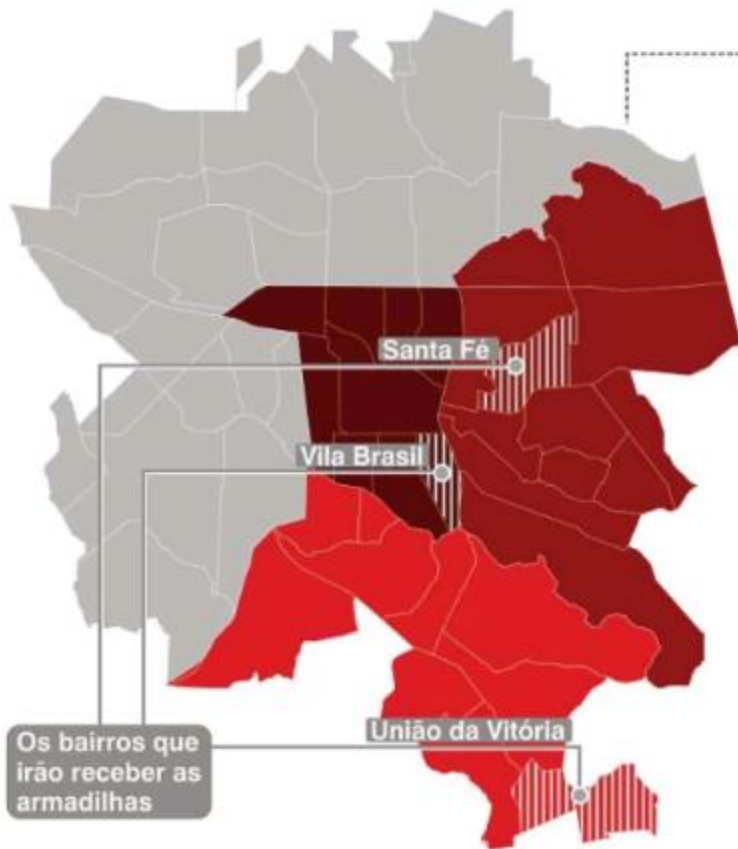 Santa Fé
Vila Brasil
União da Vitória
Os bairros que
irão receber as
armadilhas